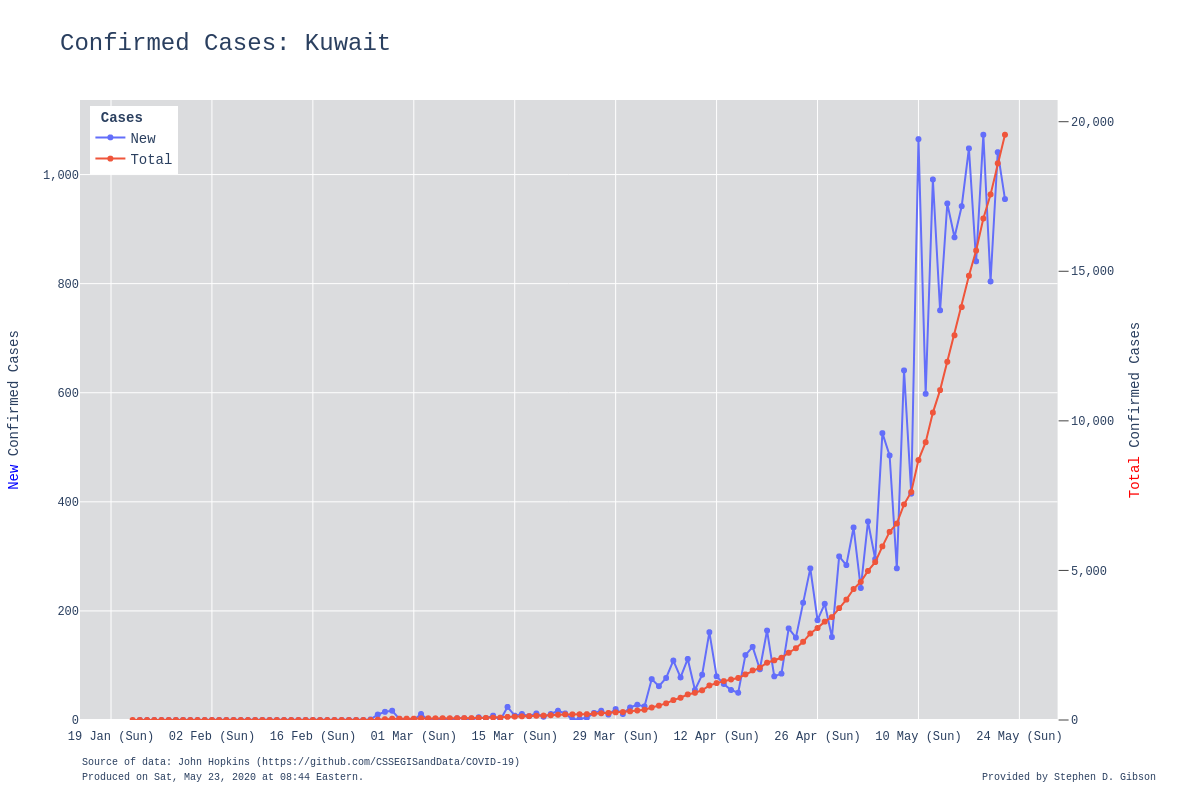 Confirmed Cases: Kuwait
Cases
New
Total
1,000
800
600
400
200
0
20,000
15,000
10,000
5,000
0
New Confirmed Cases
Total Confirmed Cases
19 Jan (Sun) 02 Feb (Sun) 16 Feb (Sun) 01 Mar (Sun) 15 Mar (Sun) 29 Mar (Sun) 12 Apr (Sun) 26 Apr (Sun) 10 May (Sun) 24 May (Sun)
Source of data: John Hopkins (https://github.com/CSSEGISandData/COVID-19)
Produced on Sat, May 23, 2020 at 08:44 Eastern.
Provided by Stephen D. Gibson